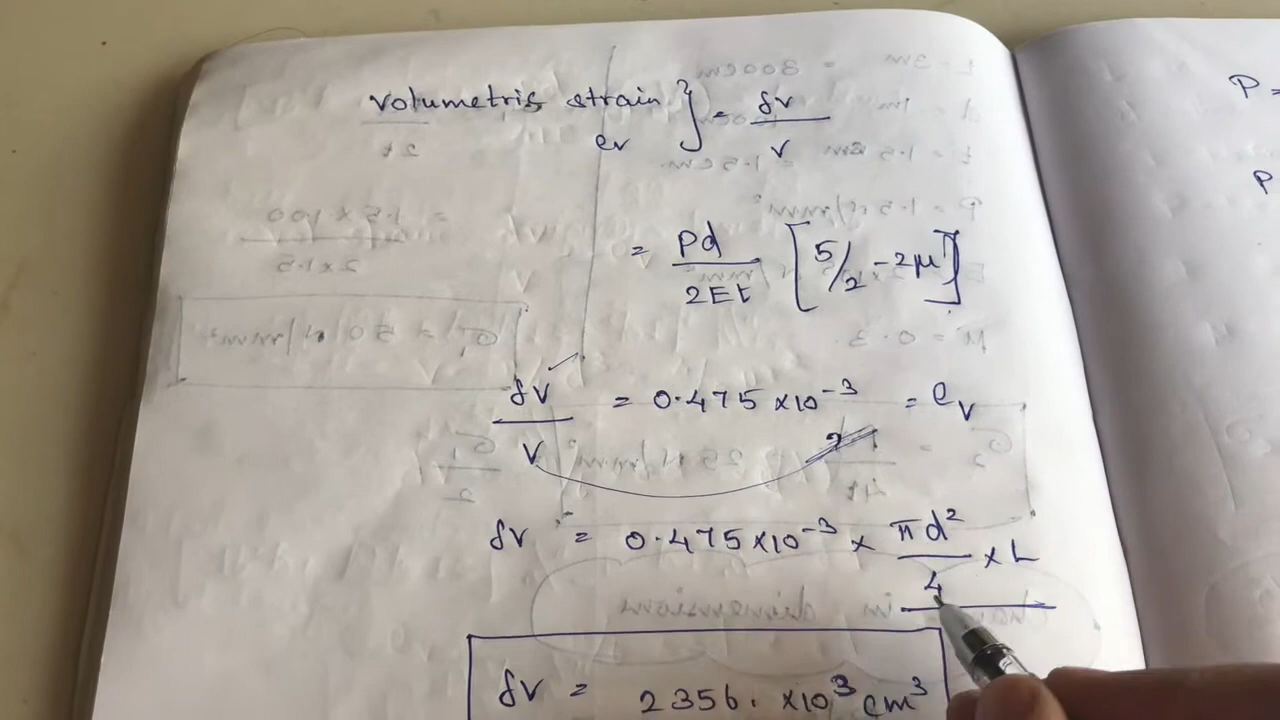 volumetris strain } = δv
ev v
= Pd [5/2 - 2μ]
2Et
δv = 0.475 × 10⁻³ = ev
v
δv = 0.475 × 10⁻³ × πd² × L
4
δv = 2356. × 10³ cm³
P =
P